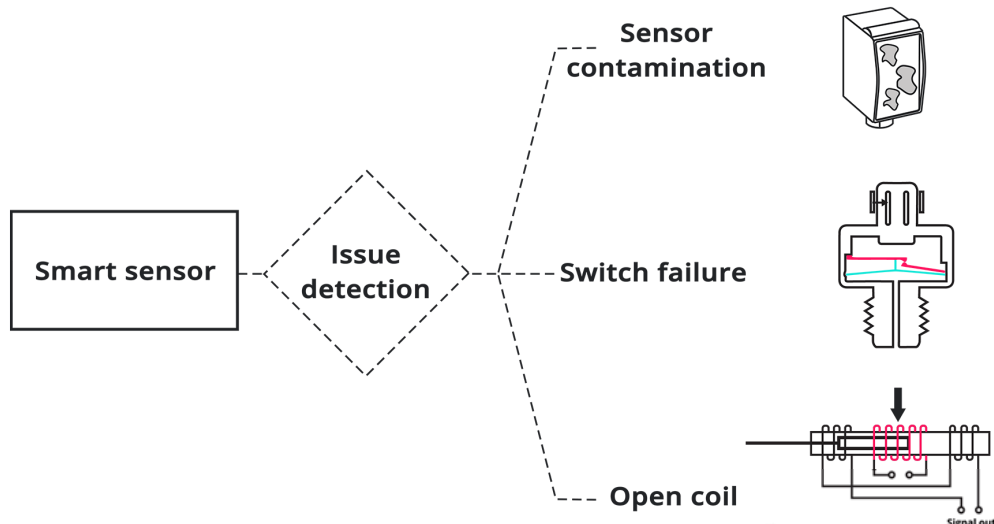 Sensor
contamination
Smart sensor
Issue
detection
Switch failure
Open coil
Signal out